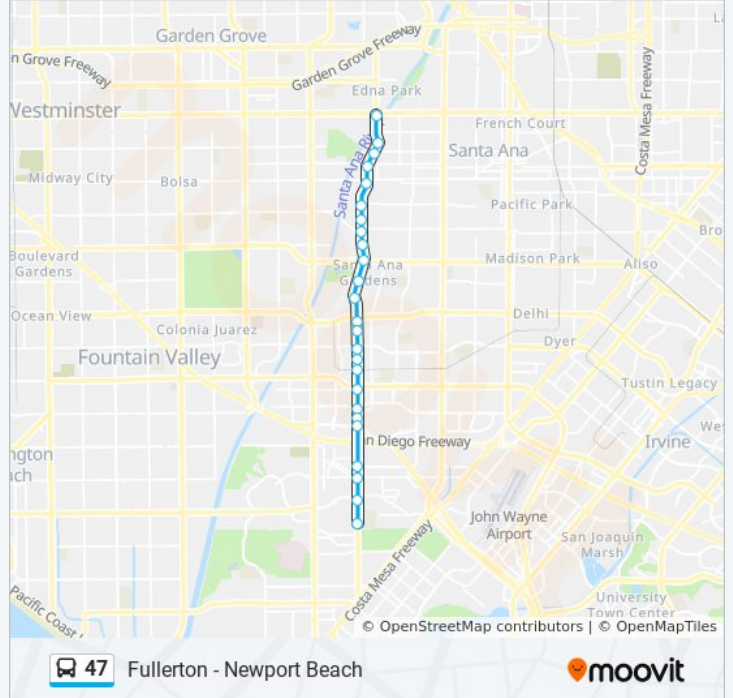 Garden Grove
Garden Grove Freeway
n Grove Freeway
Edna Park
Westminster
French Court
Costa Mesa Freeway
Santa Ana
Santa Ana Ri
Midway City
Bolsa
Pacific Park
Bro
Boulevard
Gardens
Santa Ana
Gardens
Madison Park
Aliso
Ocean View
Colonia Juarez
Delhi
Dyer
Fountain Valley
Tustin Legacy
We
ngton
ach
n Diego Freeway
Irvine
John Wayne
Airport
San Joaquin
Marsh
Costa Mesa Freeway
Pacific Coast
University
Town Center
© OpenStreetMap contributors | © OpenMapTiles
47 Fullerton - Newport Beach
moovit